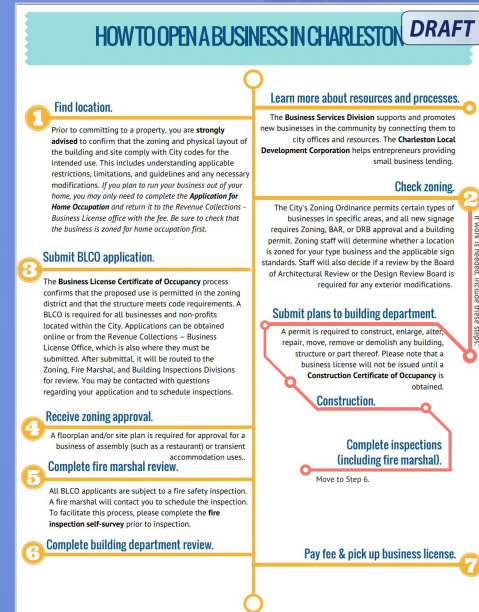 HOW TO OPEN A BUSINESS IN CHARLESTON
DRAFT
Learn more about resources and processes.
The Business Services Division supports and promotes
new businesses in the community by connecting them to
city offices and resources. The Charleston Local
Development Corporation helps entrepreneurs providing
small business lending.
1
Find location.
Prior to committing to a property, you are strongly
advised to confirm that the zoning and physical layout of
the building and site comply with City codes for the
intended use. This includes understanding applicable
restrictions, limitations, and guidelines and any necessary
modifications. If you plan to run your business out of your
home, you may only need to complete the Application for
Home Occupation and return it to the Revenue Collections -
Business License office with the fee. Be sure to check that
the business is zoned for home occupation first.
Check zoning.
2
The City's Zoning Ordinance permits certain types of
businesses in specific areas, and all new signage
requires Zoning, BAR, or DRB approval and a building
permit. Zoning staff will determine whether a location
is zoned for your type business and the applicable sign
standards. Staff will also decide if a review by the Board
of Architectural Review or the Design Review Board is
required for any exterior modifications.
If work is needed, include these steps:
Submit plans to building department.
A permit is required to construct, enlarge, alter,
repair, move, remove or demolish any building,
structure or part thereof. Please note that a
business license will not be issued until a
Construction Certificate of Occupancy is
obtained.
Construction.
Complete inspections
(including fire marshal).
Move to Step 6.
3
Submit BLCO application.
The Business License Certificate of Occupancy process
confirms that the proposed use is permitted in the zoning
district and that the structure meets code requirements. A
BLCO is required for all businesses and non-profits
located within the City. Applications can be obtained
online or from the Revenue Collections – Business
License Office, which is also where they must be
submitted. After submittal, it will be routed to the
Zoning, Fire Marshal, and Building Inspections Divisions
for review. You may be contacted with questions
regarding your application and to schedule inspections.
4
Receive zoning approval.
A floorplan and/or site plan is required for approval for a
business of assembly (such as a restaurant) or transient
accommodation uses..
5
Complete fire marshal review.
All BLCO applicants are subject to a fire safety inspection.
A fire marshal will contact you to schedule the inspection.
To facilitate this process, please complete the fire
inspection self-survey prior to inspection.
6
Complete building department review.
Pay fee & pick up business license.
7